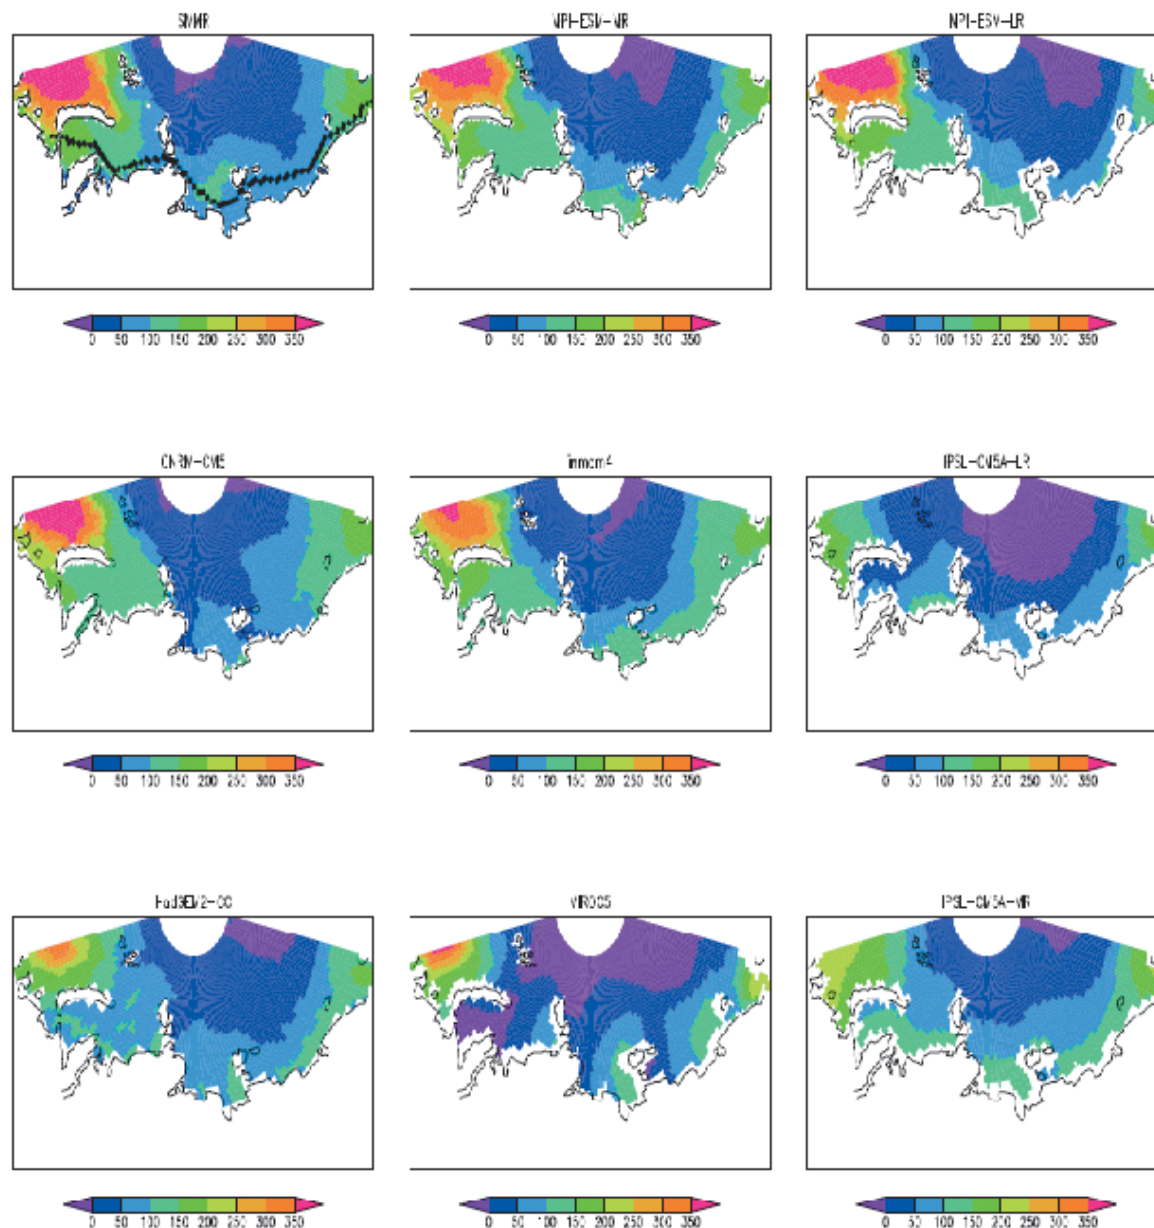 SMMR MPI-ESM-MR MPI-ESM-LR
0 50 100 150 200 250 300 350 0 50 100 150 200 250 300 350 0 50 100 150 200 250 300 350
CNRM-CM5 inmcm4 IPSL-CM5A-LR
0 50 100 150 200 250 300 350 0 50 100 150 200 250 300 350 0 50 100 150 200 250 300 350
HadGEM2-CC MIROC5 IPSL-CM5A-MR
0 50 100 150 200 250 300 350 0 50 100 150 200 250 300 350 0 50 100 150 200 250 300 350